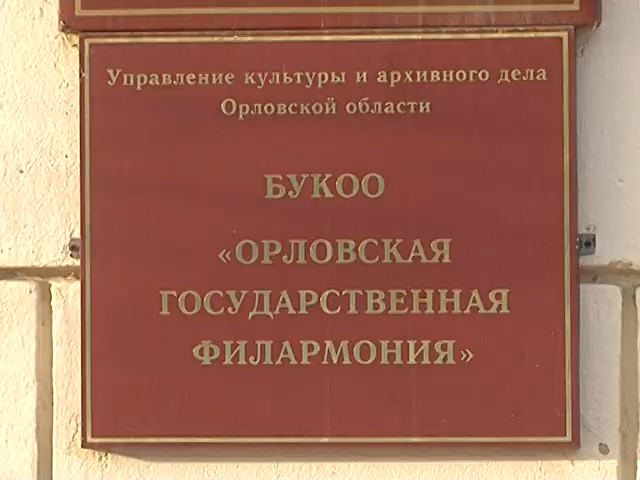 Управление культуры и архивного дела
Орловской области
БУКОО
«ОРЛОВСКАЯ
ГОСУДАРСТВЕННАЯ
ФИЛАРМОНИЯ»